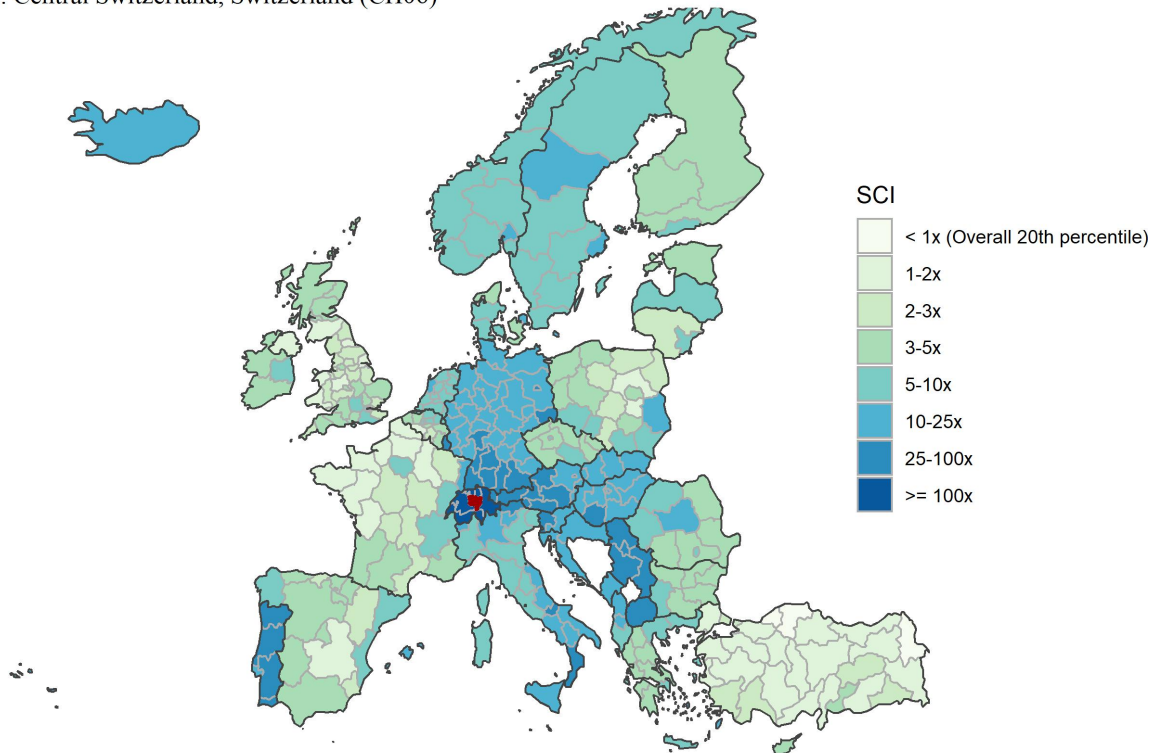 : Central Switzerland, Switzerland (CH06)
SCI
< 1x (Overall 20th percentile)
1-2x
2-3x
3-5x
5-10x
10-25x
25-100x
>= 100x